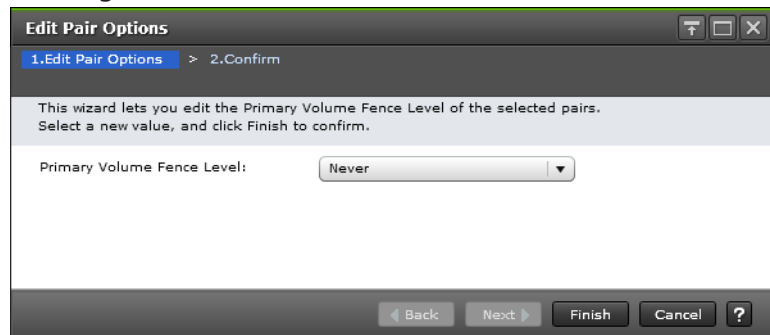 Edit Pair Options
1.Edit Pair Options > 2.Confirm
This wizard lets you edit the Primary Volume Fence Level of the selected pairs.
Select a new value, and click Finish to confirm.
Primary Volume Fence Level: Never
Back Next Finish Cancel ?